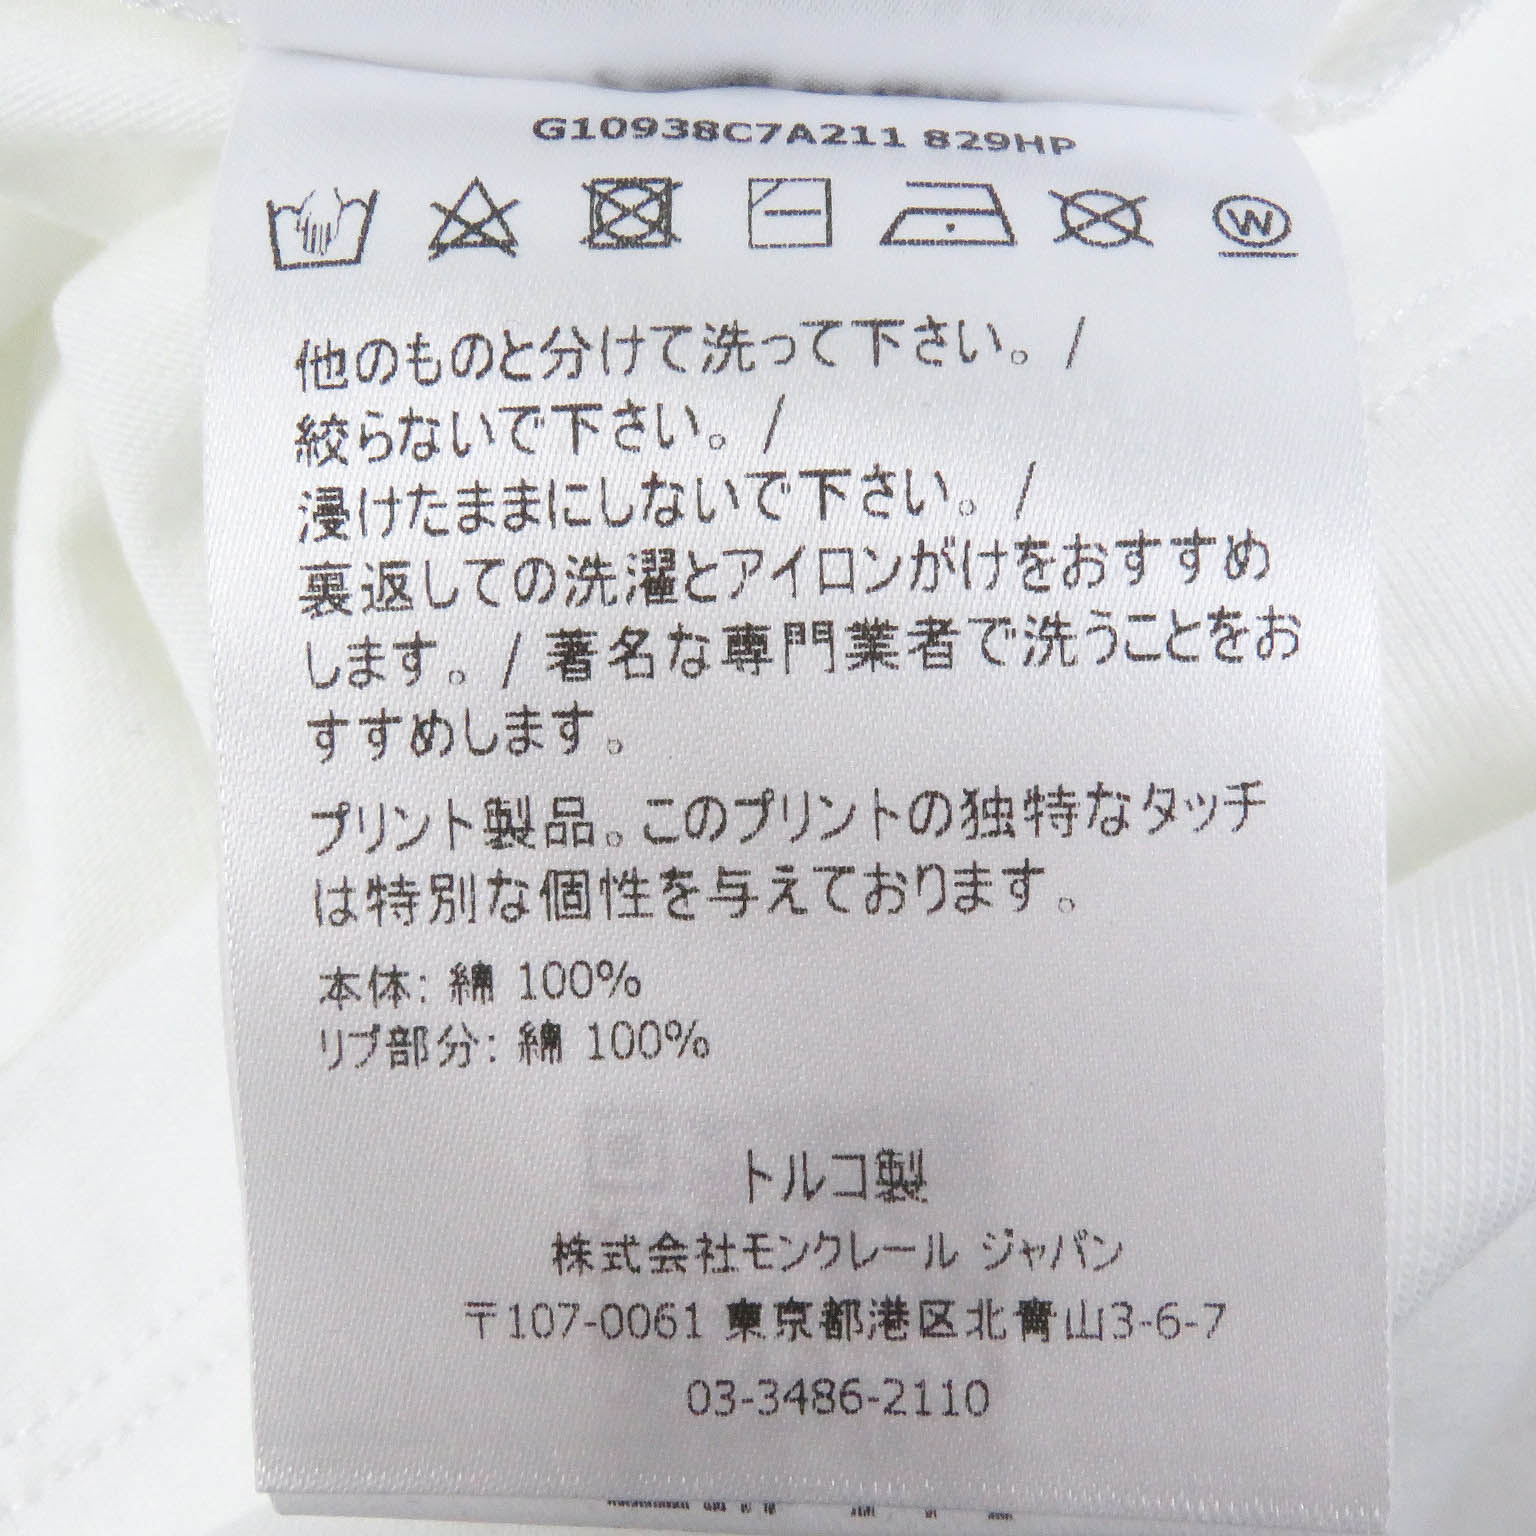 G10938C7A211 829HP
W
他のものと分けて洗って下さい。/
絞らないで下さい。/
浸けたままにしないで下さい。/
裏返しての洗濯とアイロンがけをおすすめ
します。/ 著名な専門業者で洗うことをお
すすめします。
プリント製品。このプリントの独特なタッチ
は特別な個性を与えております。
本体: 綿 100%
リブ部分: 綿 100%
トルコ製
株式会社モンクレール ジャパン
〒107-0061 東京都港区北青山3-6-7
03-3486-2110